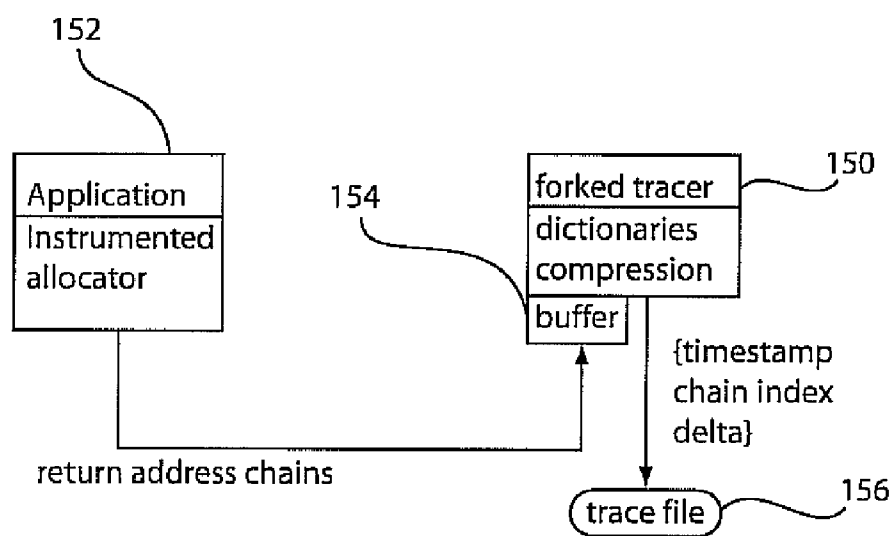 152
Application
Instrumented
allocator
154
forked tracer
150
dictionaries
compression
buffer
{timestamp
chain index
delta}
return address chains
trace file
156